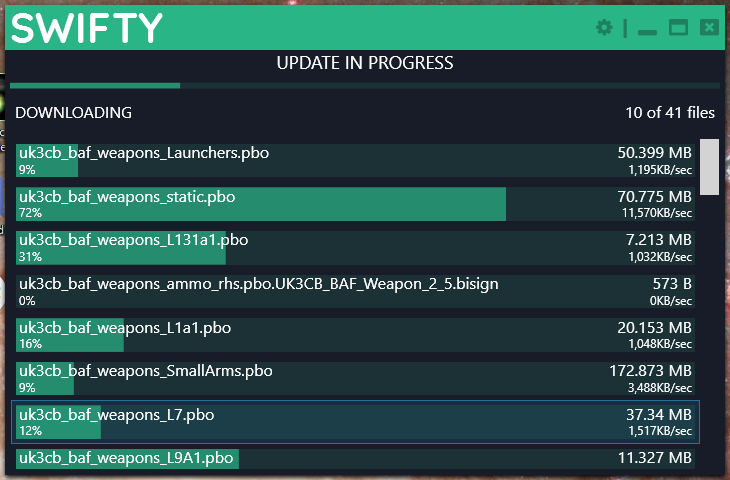 SWIFTY
UPDATE IN PROGRESS
DOWNLOADING 10 of 41 files
uk3cb_baf_weapons_Launchers.pbo 50.399 MB
9% 1,195KB/sec
uk3cb_baf_weapons_static.pbo 70.775 MB
72% 11,570KB/sec
uk3cb_baf_weapons_L131a1.pbo 7.213 MB
31% 1,032KB/sec
uk3cb_baf_weapons_ammo_rhs.pbo.UK3CB_BAF_Weapon_2_5.bisign 573 B
0% 0KB/sec
uk3cb_baf_weapons_L1a1.pbo 20.153 MB
16% 1,048KB/sec
uk3cb_baf_weapons_SmallArms.pbo 172.873 MB
9% 3,488KB/sec
uk3cb_baf_weapons_L7.pbo 37.34 MB
12% 1,517KB/sec
uk3cb_baf_weapons_L9A1.pbo 11.327 MB